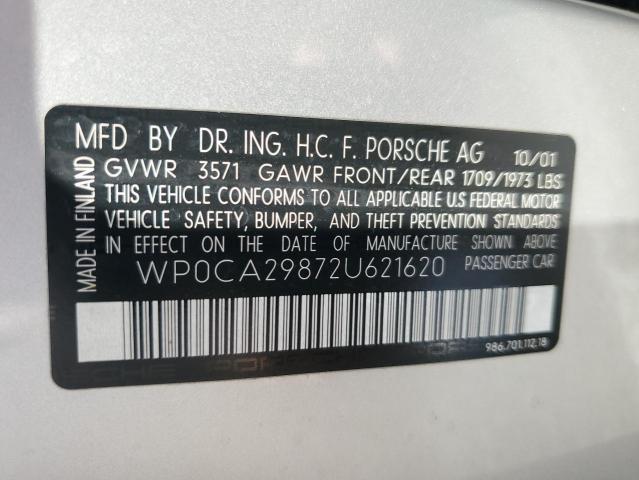 MFD BY DR. ING. H.C. F. PORSCHE AG 10/01
GVWR 3571 GAWR FRONT/REAR 1709/1973 LBS
THIS VEHICLE CONFORMS TO ALL APPLICABLE U.S FEDERAL MOTOR
VEHICLE SAFETY, BUMPER, AND THEFT PREVENTION STANDARDS
IN EFFECT ON THE DATE OF MANUFACTURE SHOWN ABOVE
WP0CA29872U621620 PASSENGER CAR
MADE IN FINLAND
986.701.112.18